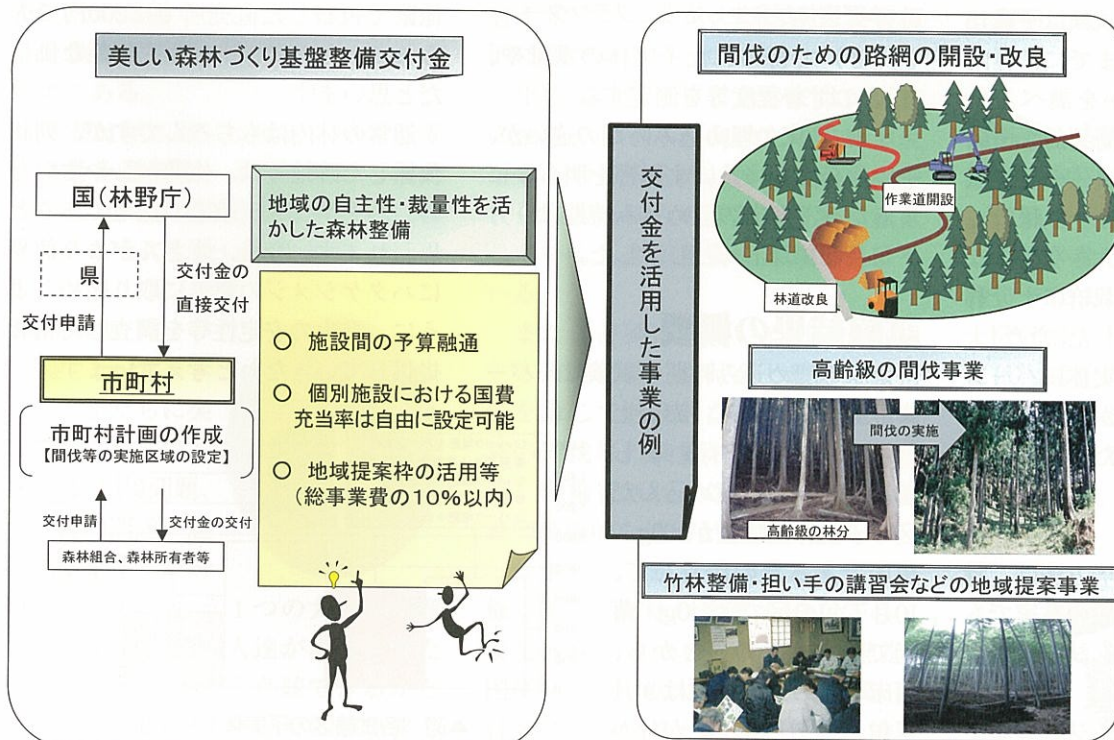 美しい森林づくり基盤整備交付金
国(林野庁)
県
交付申請
交付金の
直接交付
市町村
市町村計画の作成
【間伐等の実施区域の設定】
交付申請
交付金の交付
森林組合、森林所有者等
地域の自主性・裁量性を活
かした森林整備
○ 施設間の予算融通
○ 個別施設における国費
充当率は自由に設定可能
○ 地域提案枠の活用等
(総事業費の10%以内)
交付金を活用した事業の例
間伐のための路網の開設・改良
作業道開設
林道改良
高齢級の間伐事業
間伐の実施
高齢級の林分
竹林整備・担い手の講習会などの地域提案事業